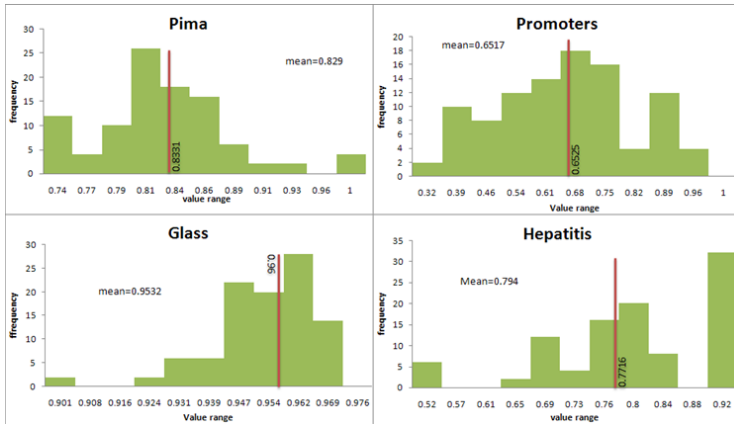 Pima
mean=0.829
frequency
30
25
20
15
10
5
0
0.8331
0.74 0.77 0.79 0.81 0.84 0.86 0.89 0.91 0.93 0.96 1
Value range
Promoters
mean=0.6517
frequency
20
18
16
14
12
10
8
6
4
2
0
0.6525
0.32 0.39 0.46 0.54 0.61 0.68 0.75 0.82 0.89 0.96 1
value range
Glass
mean=0.9532
ffrequency
30
25
20
15
10
5
0
0.96
0.901 0.908 0.916 0.924 0.931 0.939 0.947 0.954 0.962 0.969 0.976
Value range
Hepatitis
Mean=0.794
frequency
35
30
25
20
15
10
5
0
0.7716
0.52 0.57 0.61 0.65 0.69 0.73 0.76 0.8 0.84 0.88 0.92
value range